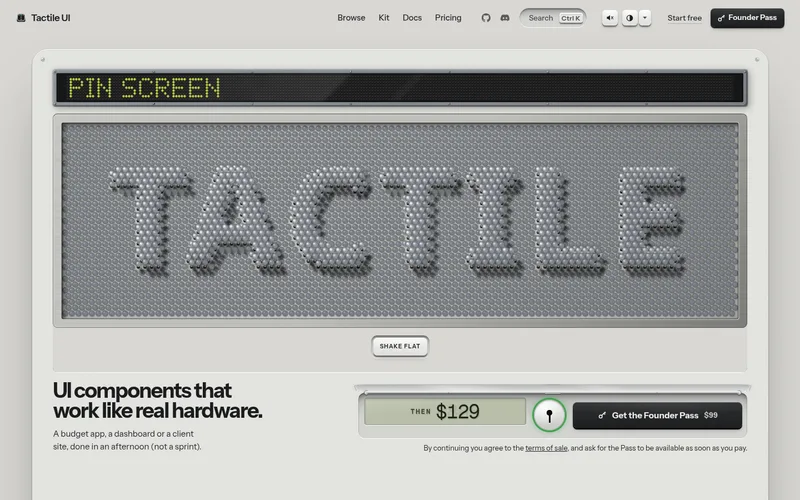 Tactile UI
Browse Kit Docs Pricing
Search Ctrl K
Start free
Founder Pass
PIN SCREEN
TACTILE
SHAKE FLAT
UI components that
work like real hardware.
A budget app, a dashboard or a client
site, done in an afternoon (not a sprint).
THEN $129
Get the Founder Pass $99
By continuing you agree to the terms of sale, and ask for the Pass to be available as soon as you pay.